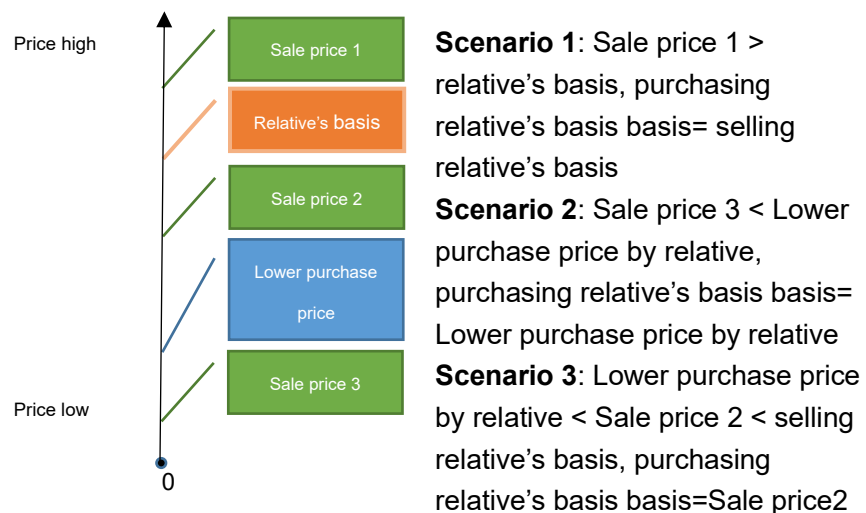 Price high
Sale price 1
Relative's basis
Sale price 2
Lower purchase
price
Sale price 3
Price low
0
Scenario 1: Sale price 1 >
relative’s basis, purchasing
relative’s basis basis= selling
relative’s basis
Scenario 2: Sale price 3 < Lower
purchase price by relative,
purchasing relative’s basis basis=
Lower purchase price by relative
Scenario 3: Lower purchase price
by relative < Sale price 2 < selling
relative’s basis, purchasing
relative’s basis basis=Sale price2